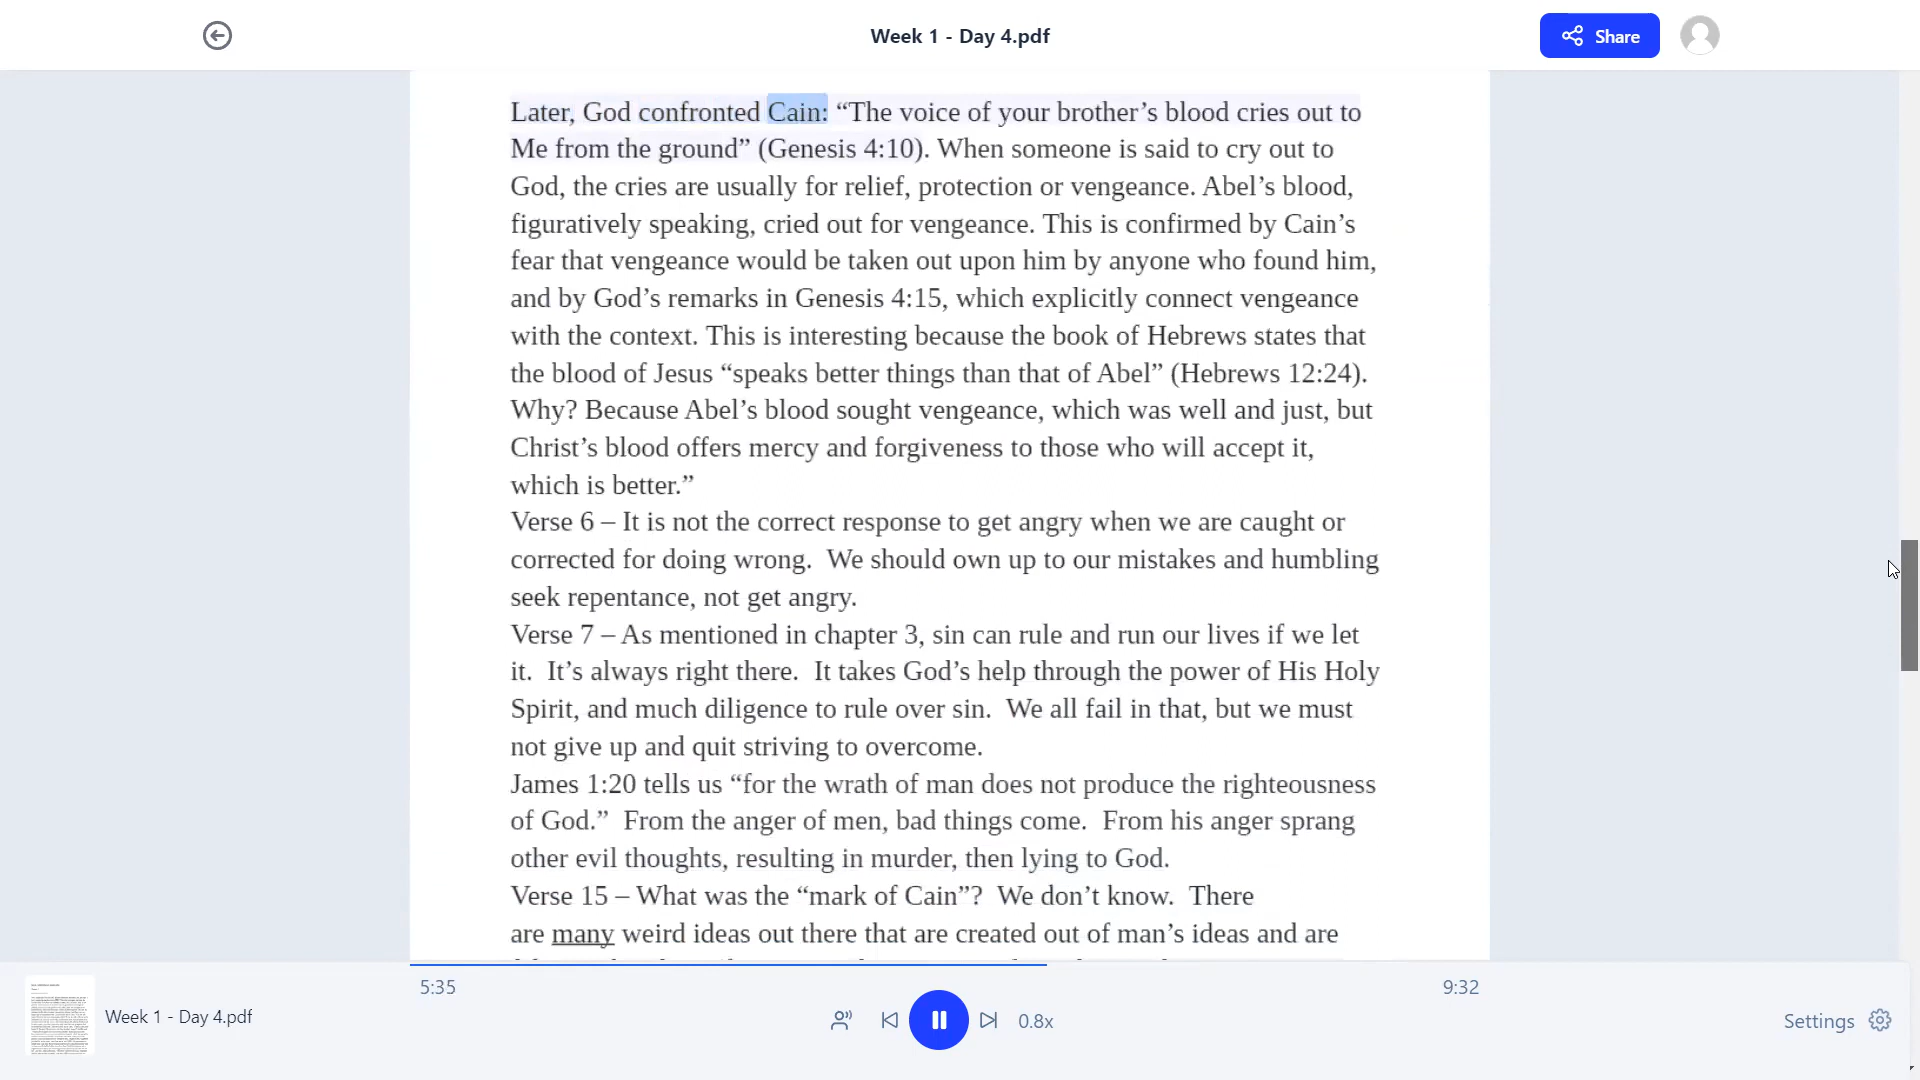 Week 1 - Day 4.pdf
Share
Later, God confronted Cain: “The voice of your brother’s blood cries out to
Me from the ground” (Genesis 4:10). When someone is said to cry out to
God, the cries are usually for relief, protection or vengeance. Abel’s blood,
figuratively speaking, cried out for vengeance. This is confirmed by Cain’s
fear that vengeance would be taken out upon him by anyone who found him,
and by God’s remarks in Genesis 4:15, which explicitly connect vengeance
with the context. This is interesting because the book of Hebrews states that
the blood of Jesus “speaks better things than that of Abel” (Hebrews 12:24).
Why? Because Abel’s blood sought vengeance, which was well and just, but
Christ’s blood offers mercy and forgiveness to those who will accept it,
which is better.”
Verse 6 – It is not the correct response to get angry when we are caught or
corrected for doing wrong.  We should own up to our mistakes and humbling
seek repentance, not get angry.
Verse 7 – As mentioned in chapter 3, sin can rule and run our lives if we let
it.  It’s always right there.  It takes God’s help through the power of His Holy
Spirit, and much diligence to rule over sin.  We all fail in that, but we must
not give up and quit striving to overcome.
James 1:20 tells us “for the wrath of man does not produce the righteousness
of God.”  From the anger of men, bad things come.  From his anger sprang
other evil thoughts, resulting in murder, then lying to God.
Verse 15 – What was the “mark of Cain”?  We don’t know.  There
are many weird ideas out there that are created out of man’s ideas and are
5:35
9:32
Week 1 - Day 4.pdf
0.8x
Settings